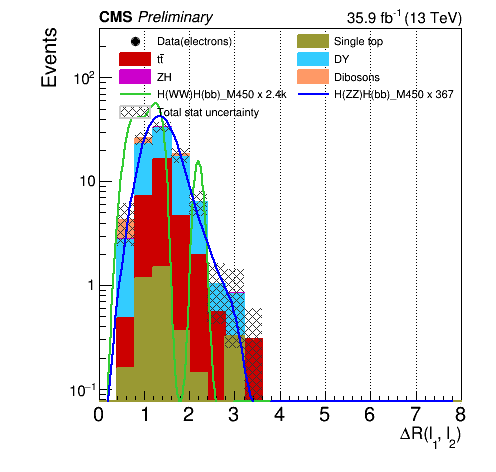 CMS Preliminary 35.9 fb⁻¹ (13 TeV)
Events
Data(electrons) Single top
tt̄ DY
ZH Dibosons
H(WW)H(bb)_M450 x 2.4k H(ZZ)H(bb)_M450 x 367
Total stat uncertainty
10²
10
1
10⁻¹
0 1 2 3 4 5 6 7 8
ΔR(l₁, l₂)